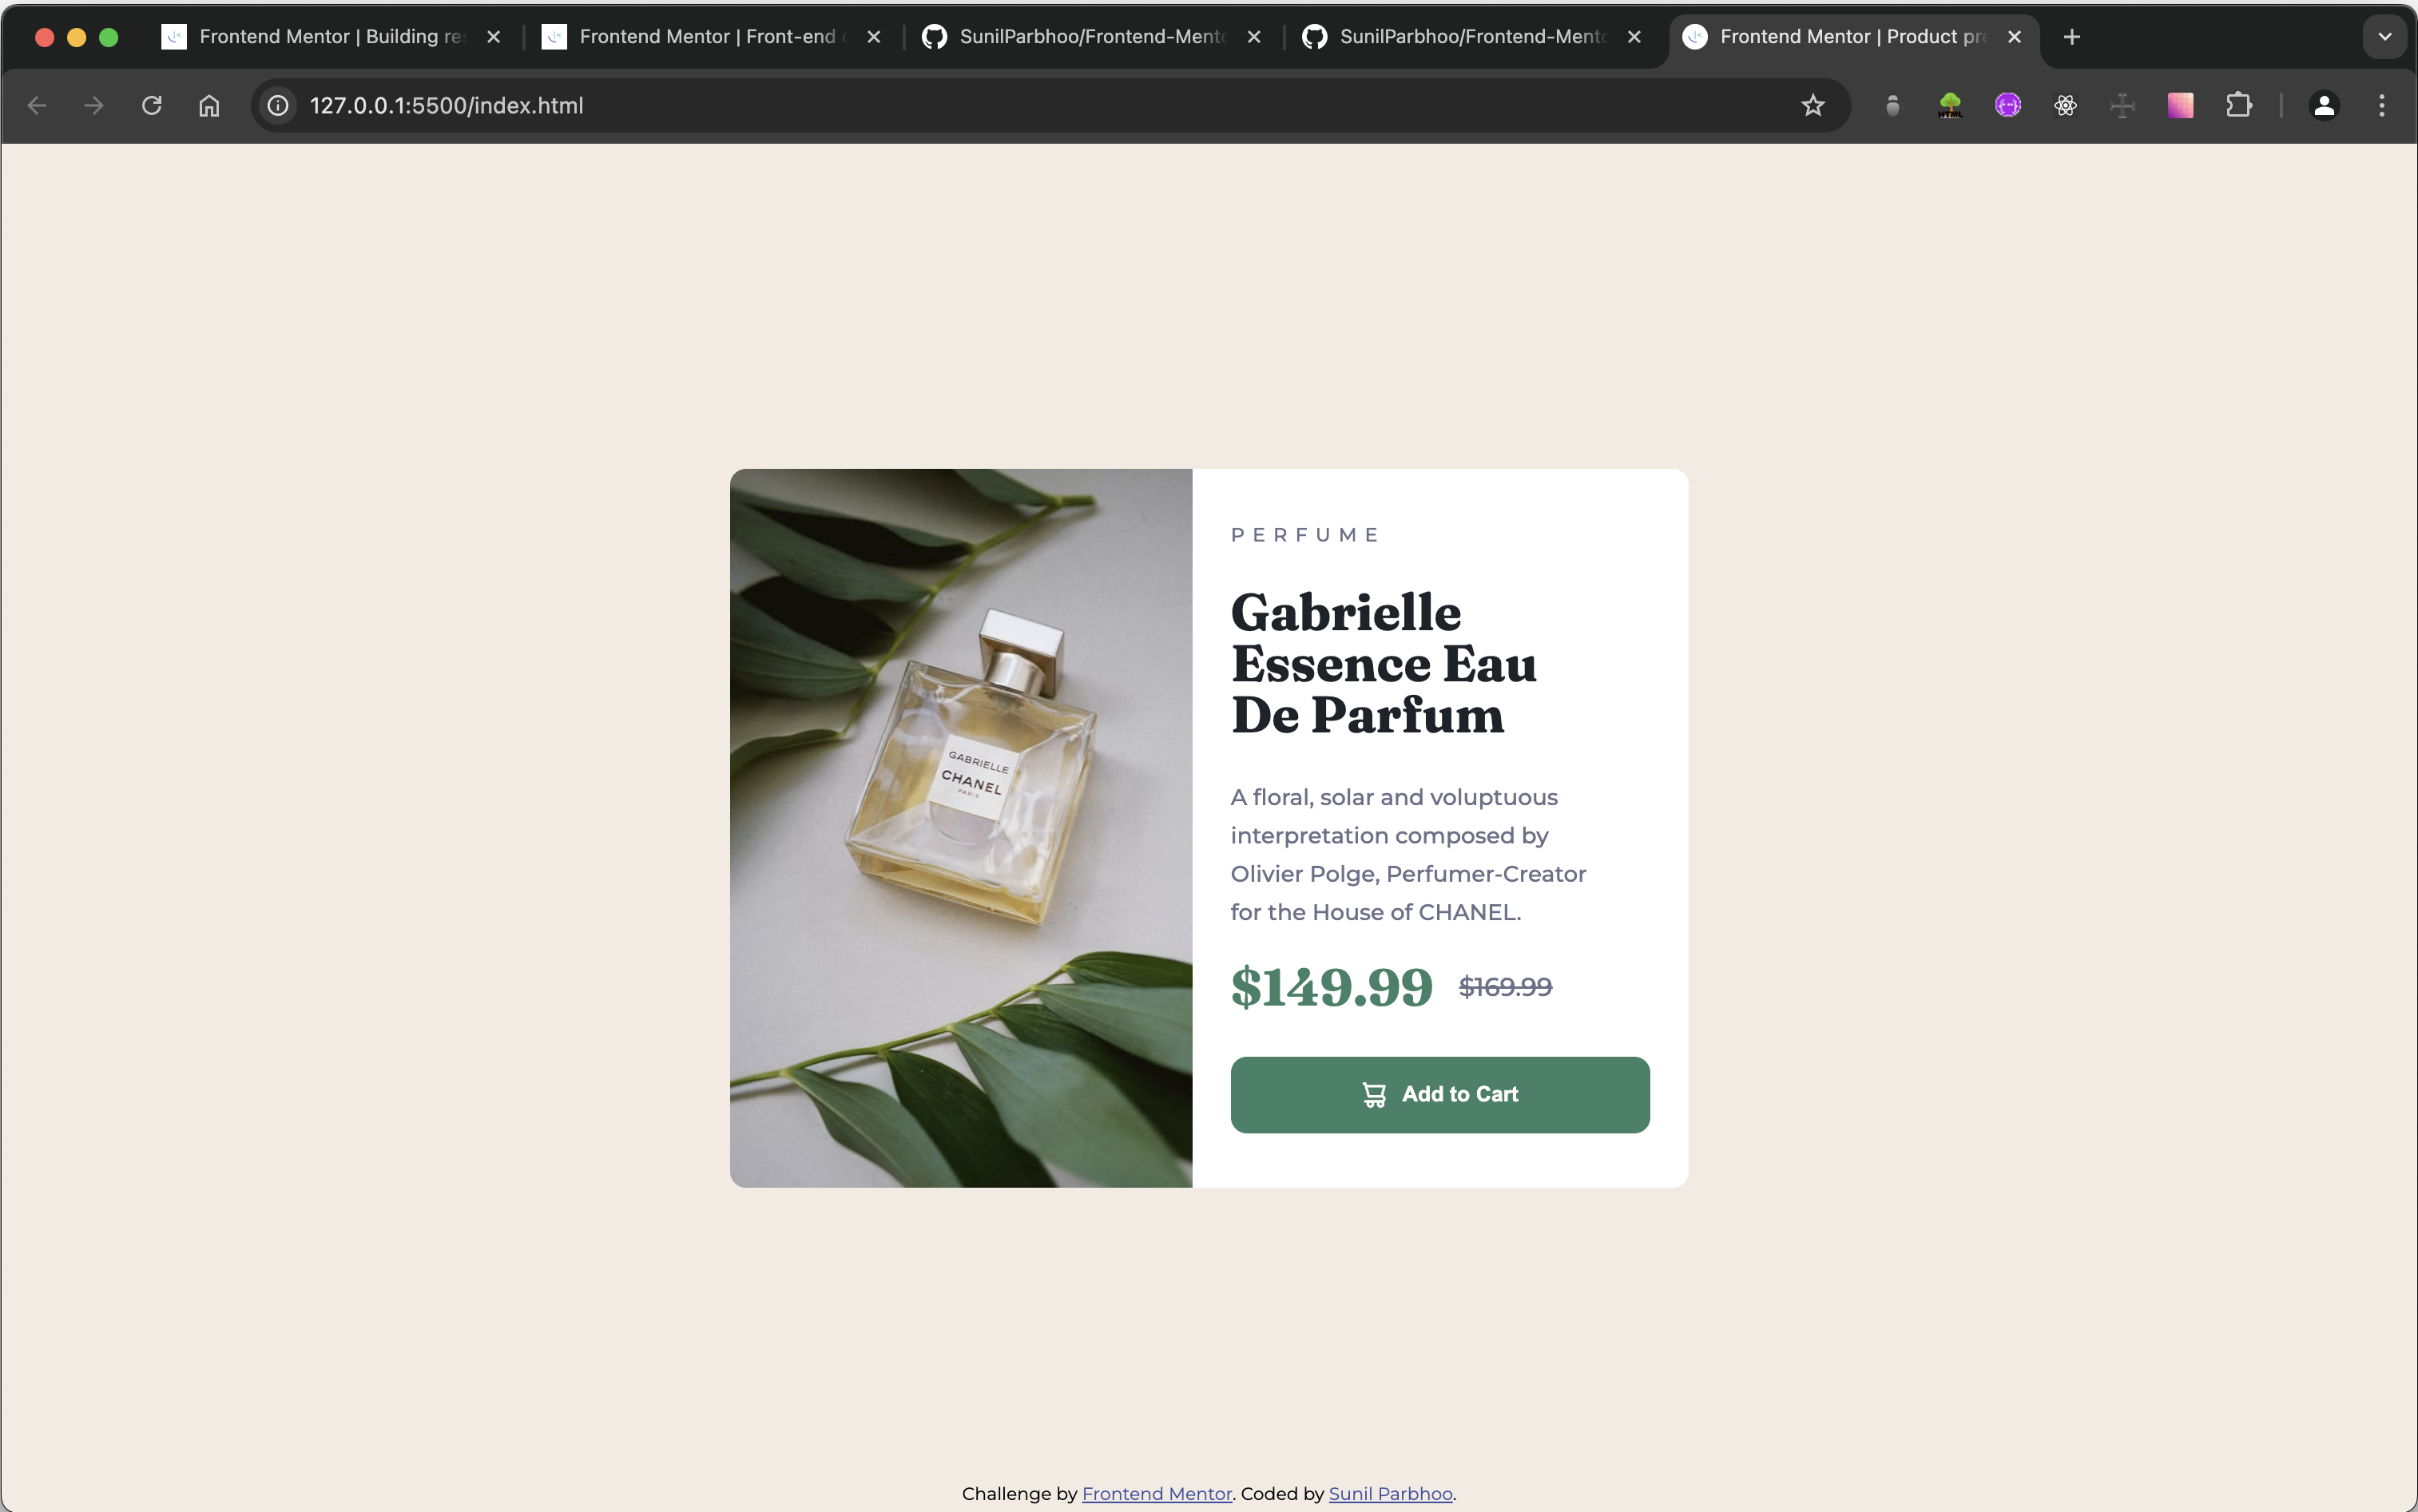 Frontend Mentor | Building re
Frontend Mentor | Front-end
SunilParbhoo/Frontend-Ment
SunilParbhoo/Frontend-Ment
Frontend Mentor | Product pr
127.0.0.1:5500/index.html
HTML
PERFUME
Gabrielle
Essence Eau
De Parfum
GABRIELLE
CHANEL
PARIS
A floral, solar and voluptuous
interpretation composed by
Olivier Polge, Perfumer-Creator
for the House of CHANEL.
$149.99 $169.99
Add to Cart
Challenge by Frontend Mentor. Coded by Sunil Parbhoo.